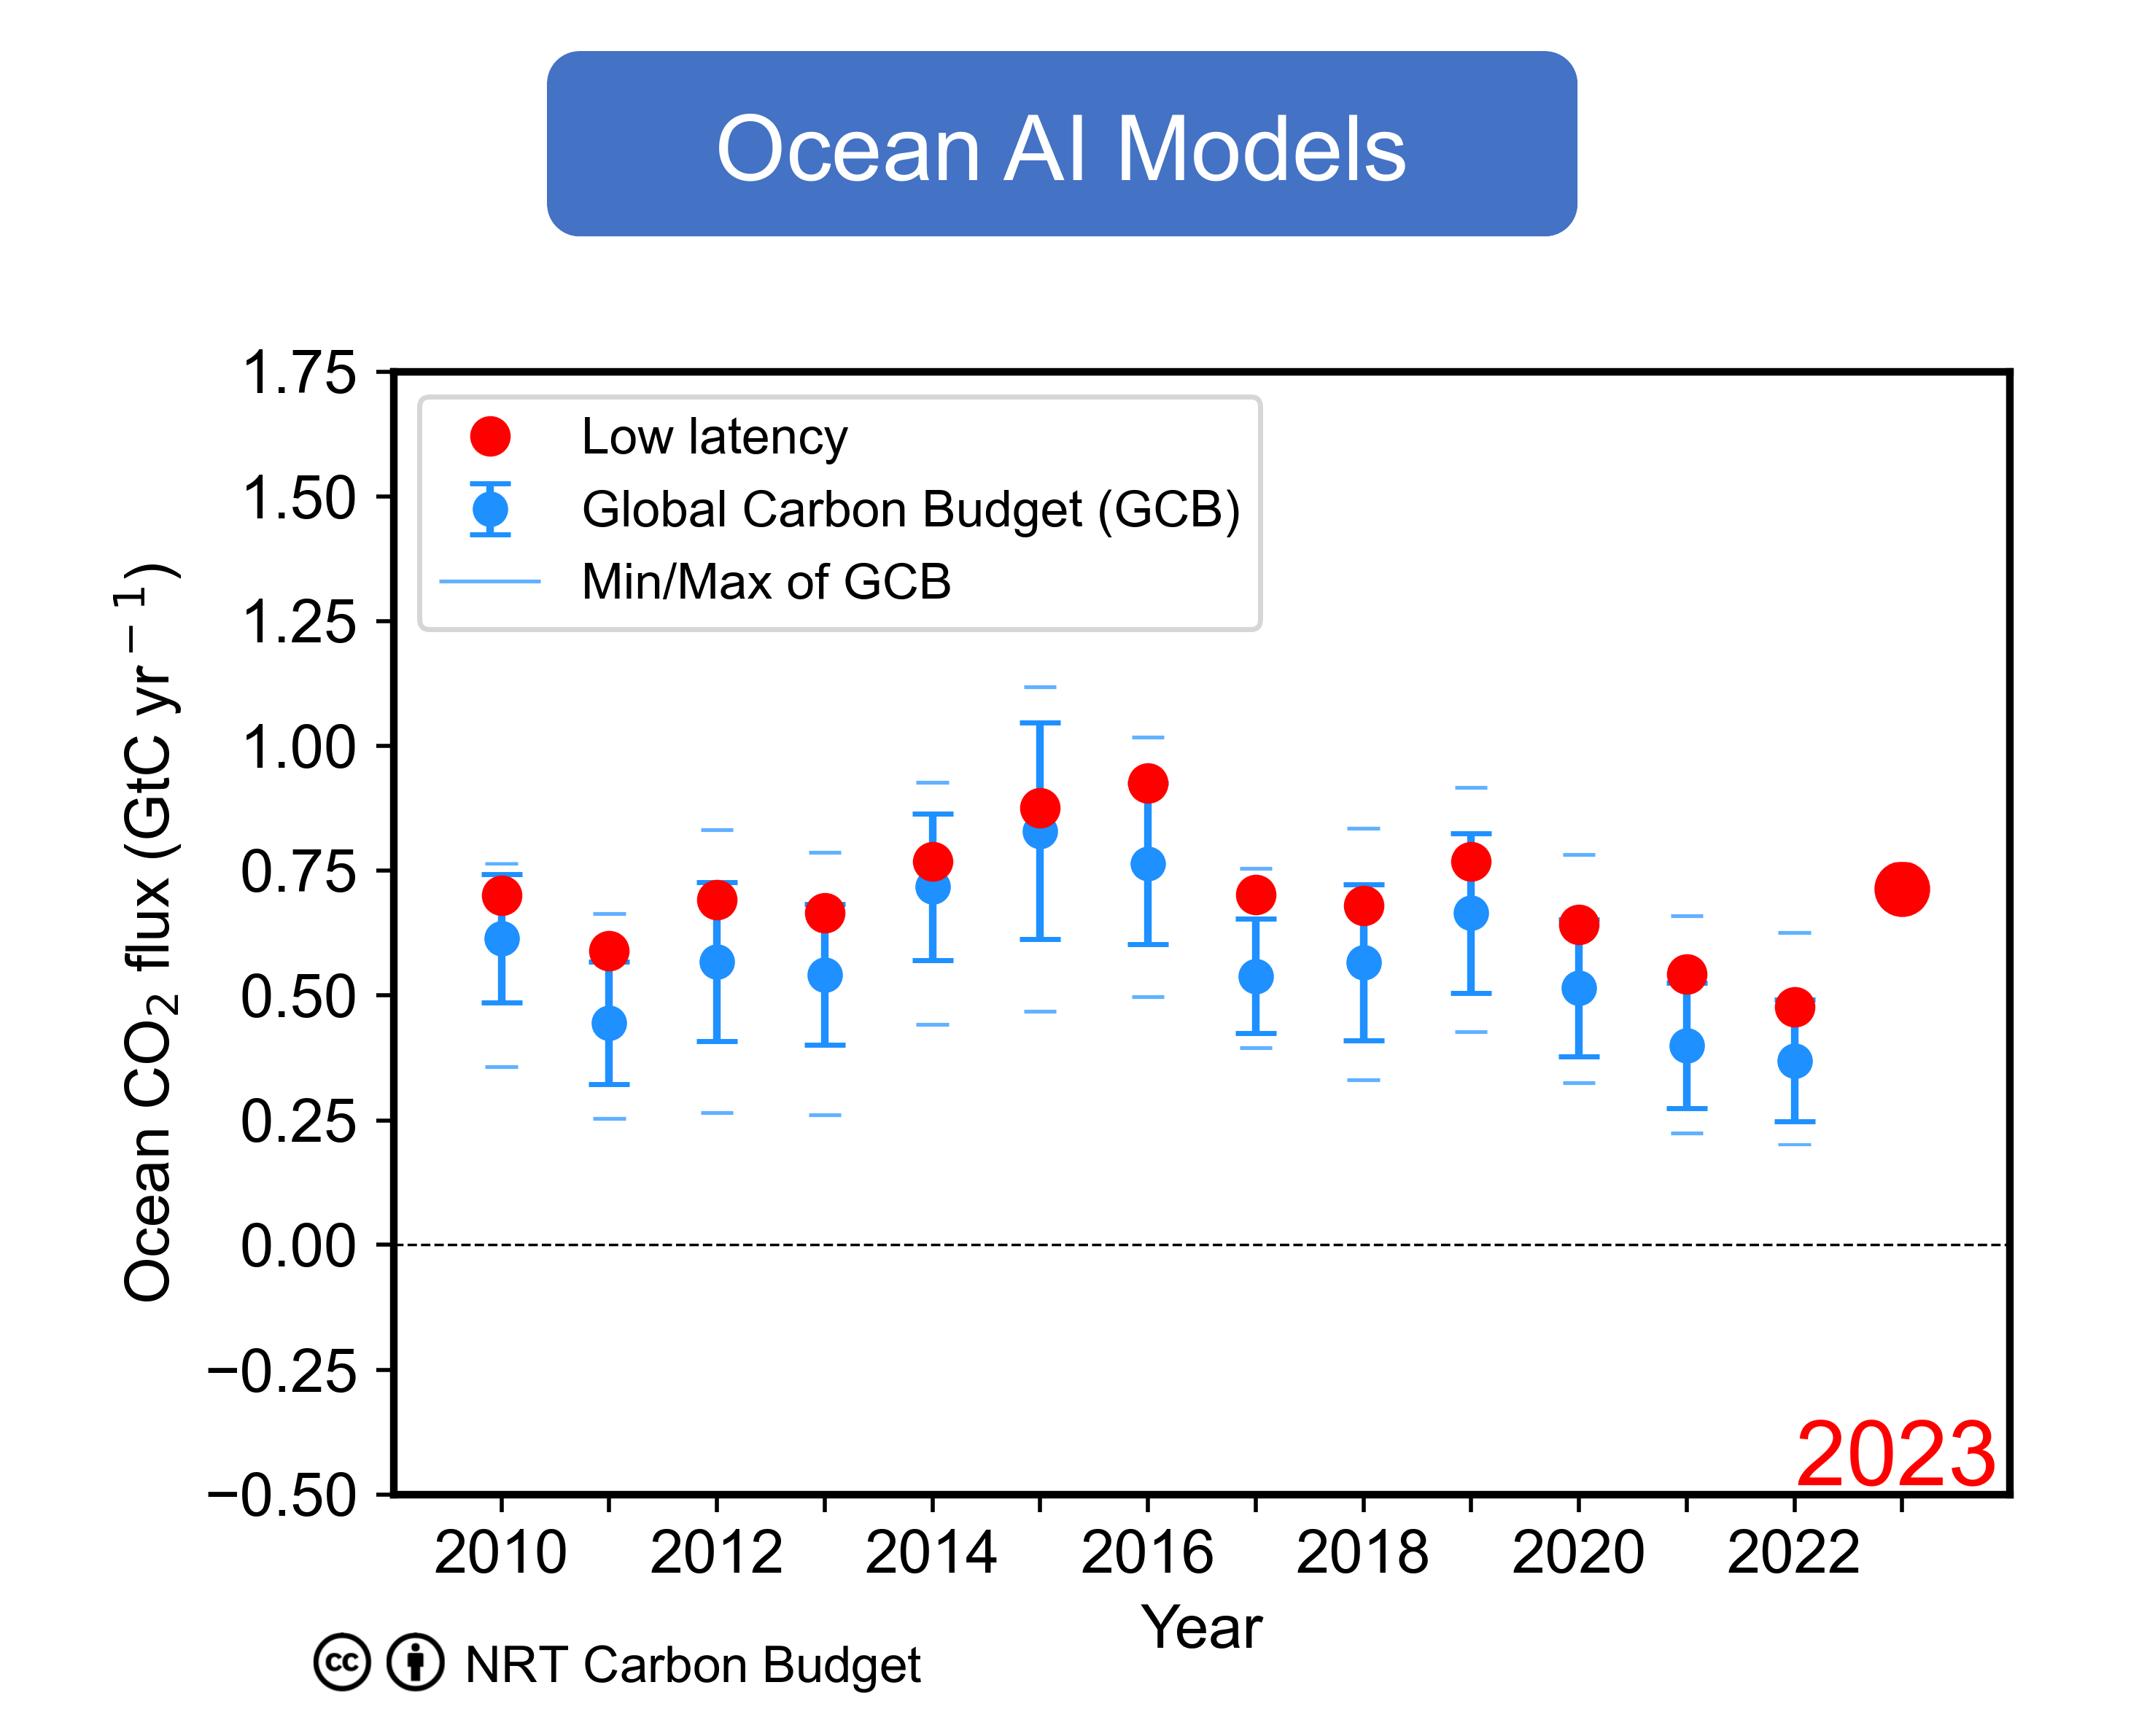 Ocean AI Models
1.75
1.50
1.25
1.00
0.75
0.50
0.25
0.00
−0.25
−0.50
Ocean CO₂ flux (GtC yr⁻¹)
Low latency
Global Carbon Budget (GCB)
Min/Max of GCB
2023
2010 2012 2014 2016 2018 2020 2022
Year
cc NRT Carbon Budget